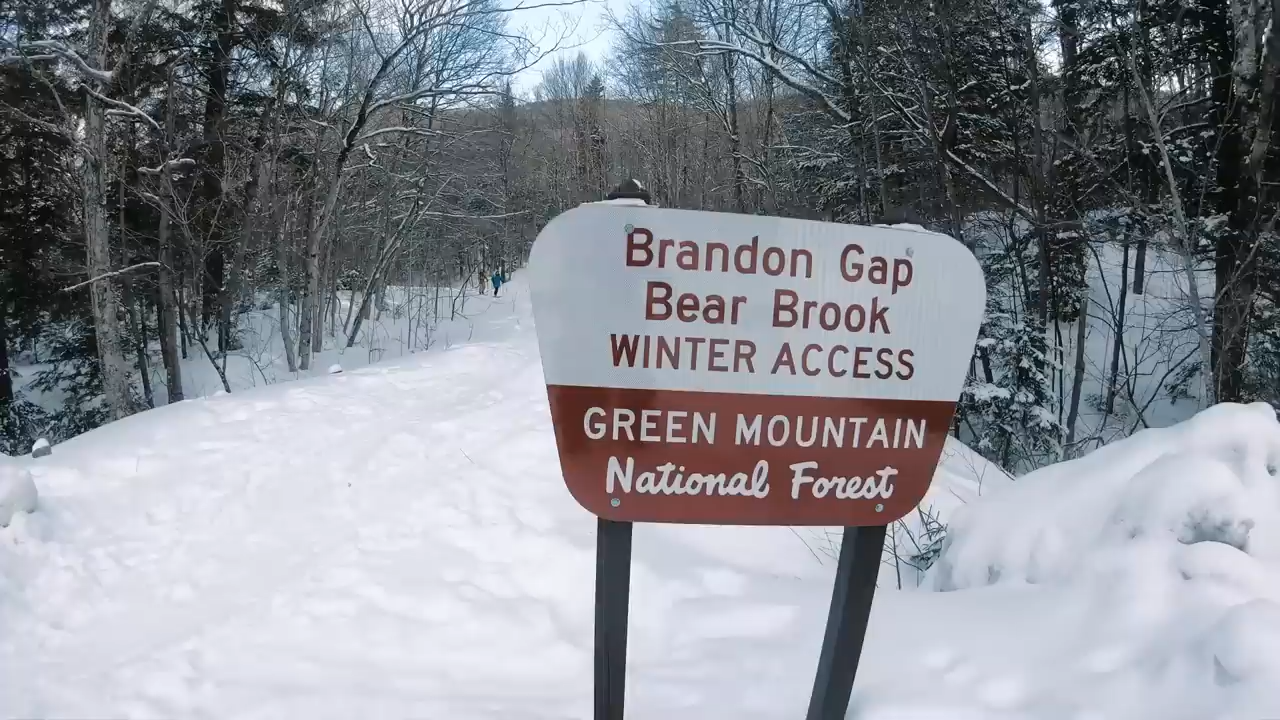 Brandon Gap
Bear Brook
WINTER ACCESS
GREEN MOUNTAIN
National Forest